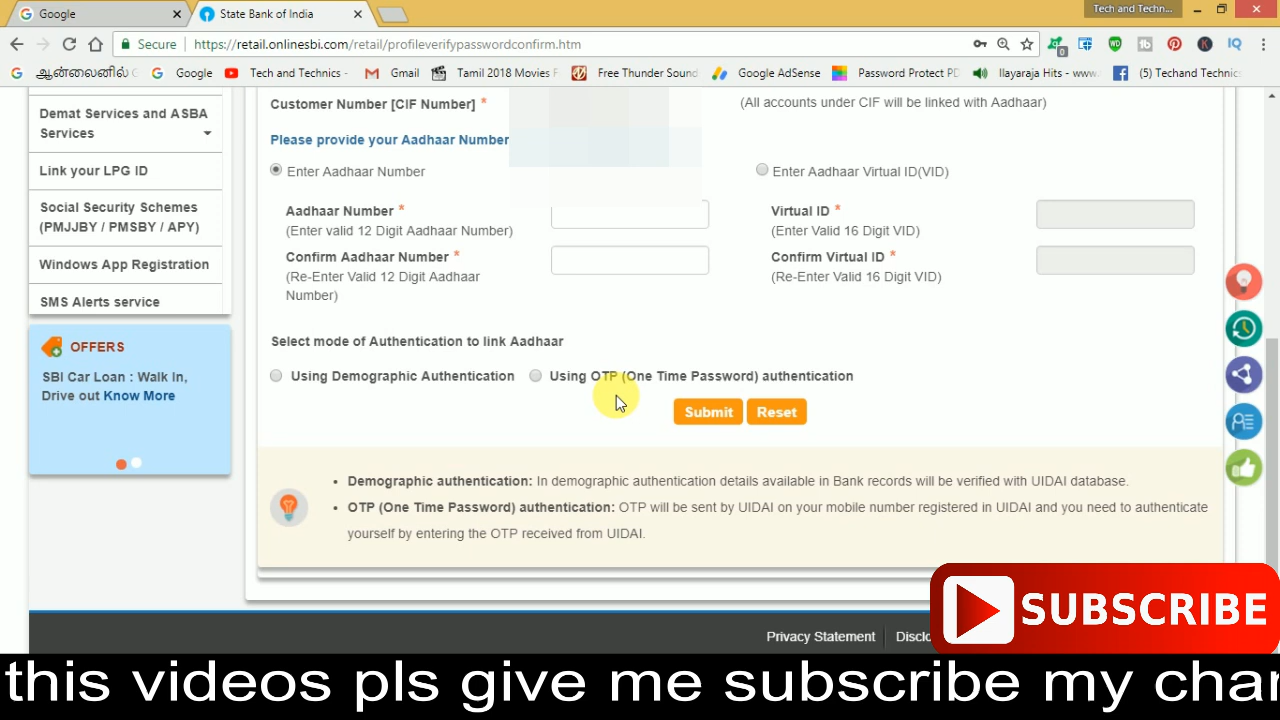 Google
State Bank of India
Tech and Techn...
Secure
https://retail.onlinesbi.com/retail/profileverifypasswordconfirm.htm
0
WD
IQ
ஆன்லைனில் G
Google
Tech and Technics -
Gmail
Tamil 2018 Movies F
Free Thunder Sound
Google AdSense
Password Protect PD
Ilayaraja Hits - www.
(5) Techand Technics
Customer Number [CIF Number] *
(All accounts under CIF will be linked with Aadhaar)
Demat Services and ASBA
Services
Link your LPG ID
Social Security Schemes
(PMJJBY / PMSBY / APY)
Windows App Registration
SMS Alerts service
OFFERS
SBI Car Loan : Walk In,
Drive out Know More
Please provide your Aadhaar Number
Enter Aadhaar Number
Enter Aadhaar Virtual ID(VID)
Aadhaar Number *
(Enter valid 12 Digit Aadhaar Number)
Virtual ID *
(Enter Valid 16 Digit VID)
Confirm Aadhaar Number *
(Re-Enter Valid 12 Digit Aadhaar
Number)
Confirm Virtual ID *
(Re-Enter Valid 16 Digit VID)
Select mode of Authentication to link Aadhaar
Using Demographic Authentication
Using OTP (One Time Password) authentication
Submit
Reset
• Demographic authentication: In demographic authentication details available in Bank records will be verified with UIDAI database.
• OTP (One Time Password) authentication: OTP will be sent by UIDAI on your mobile number registered in UIDAI and you need to authenticate
yourself by entering the OTP received from UIDAI.
SUBSCRIBE
Privacy Statement
Disclo
this videos pls give me subscribe my chan